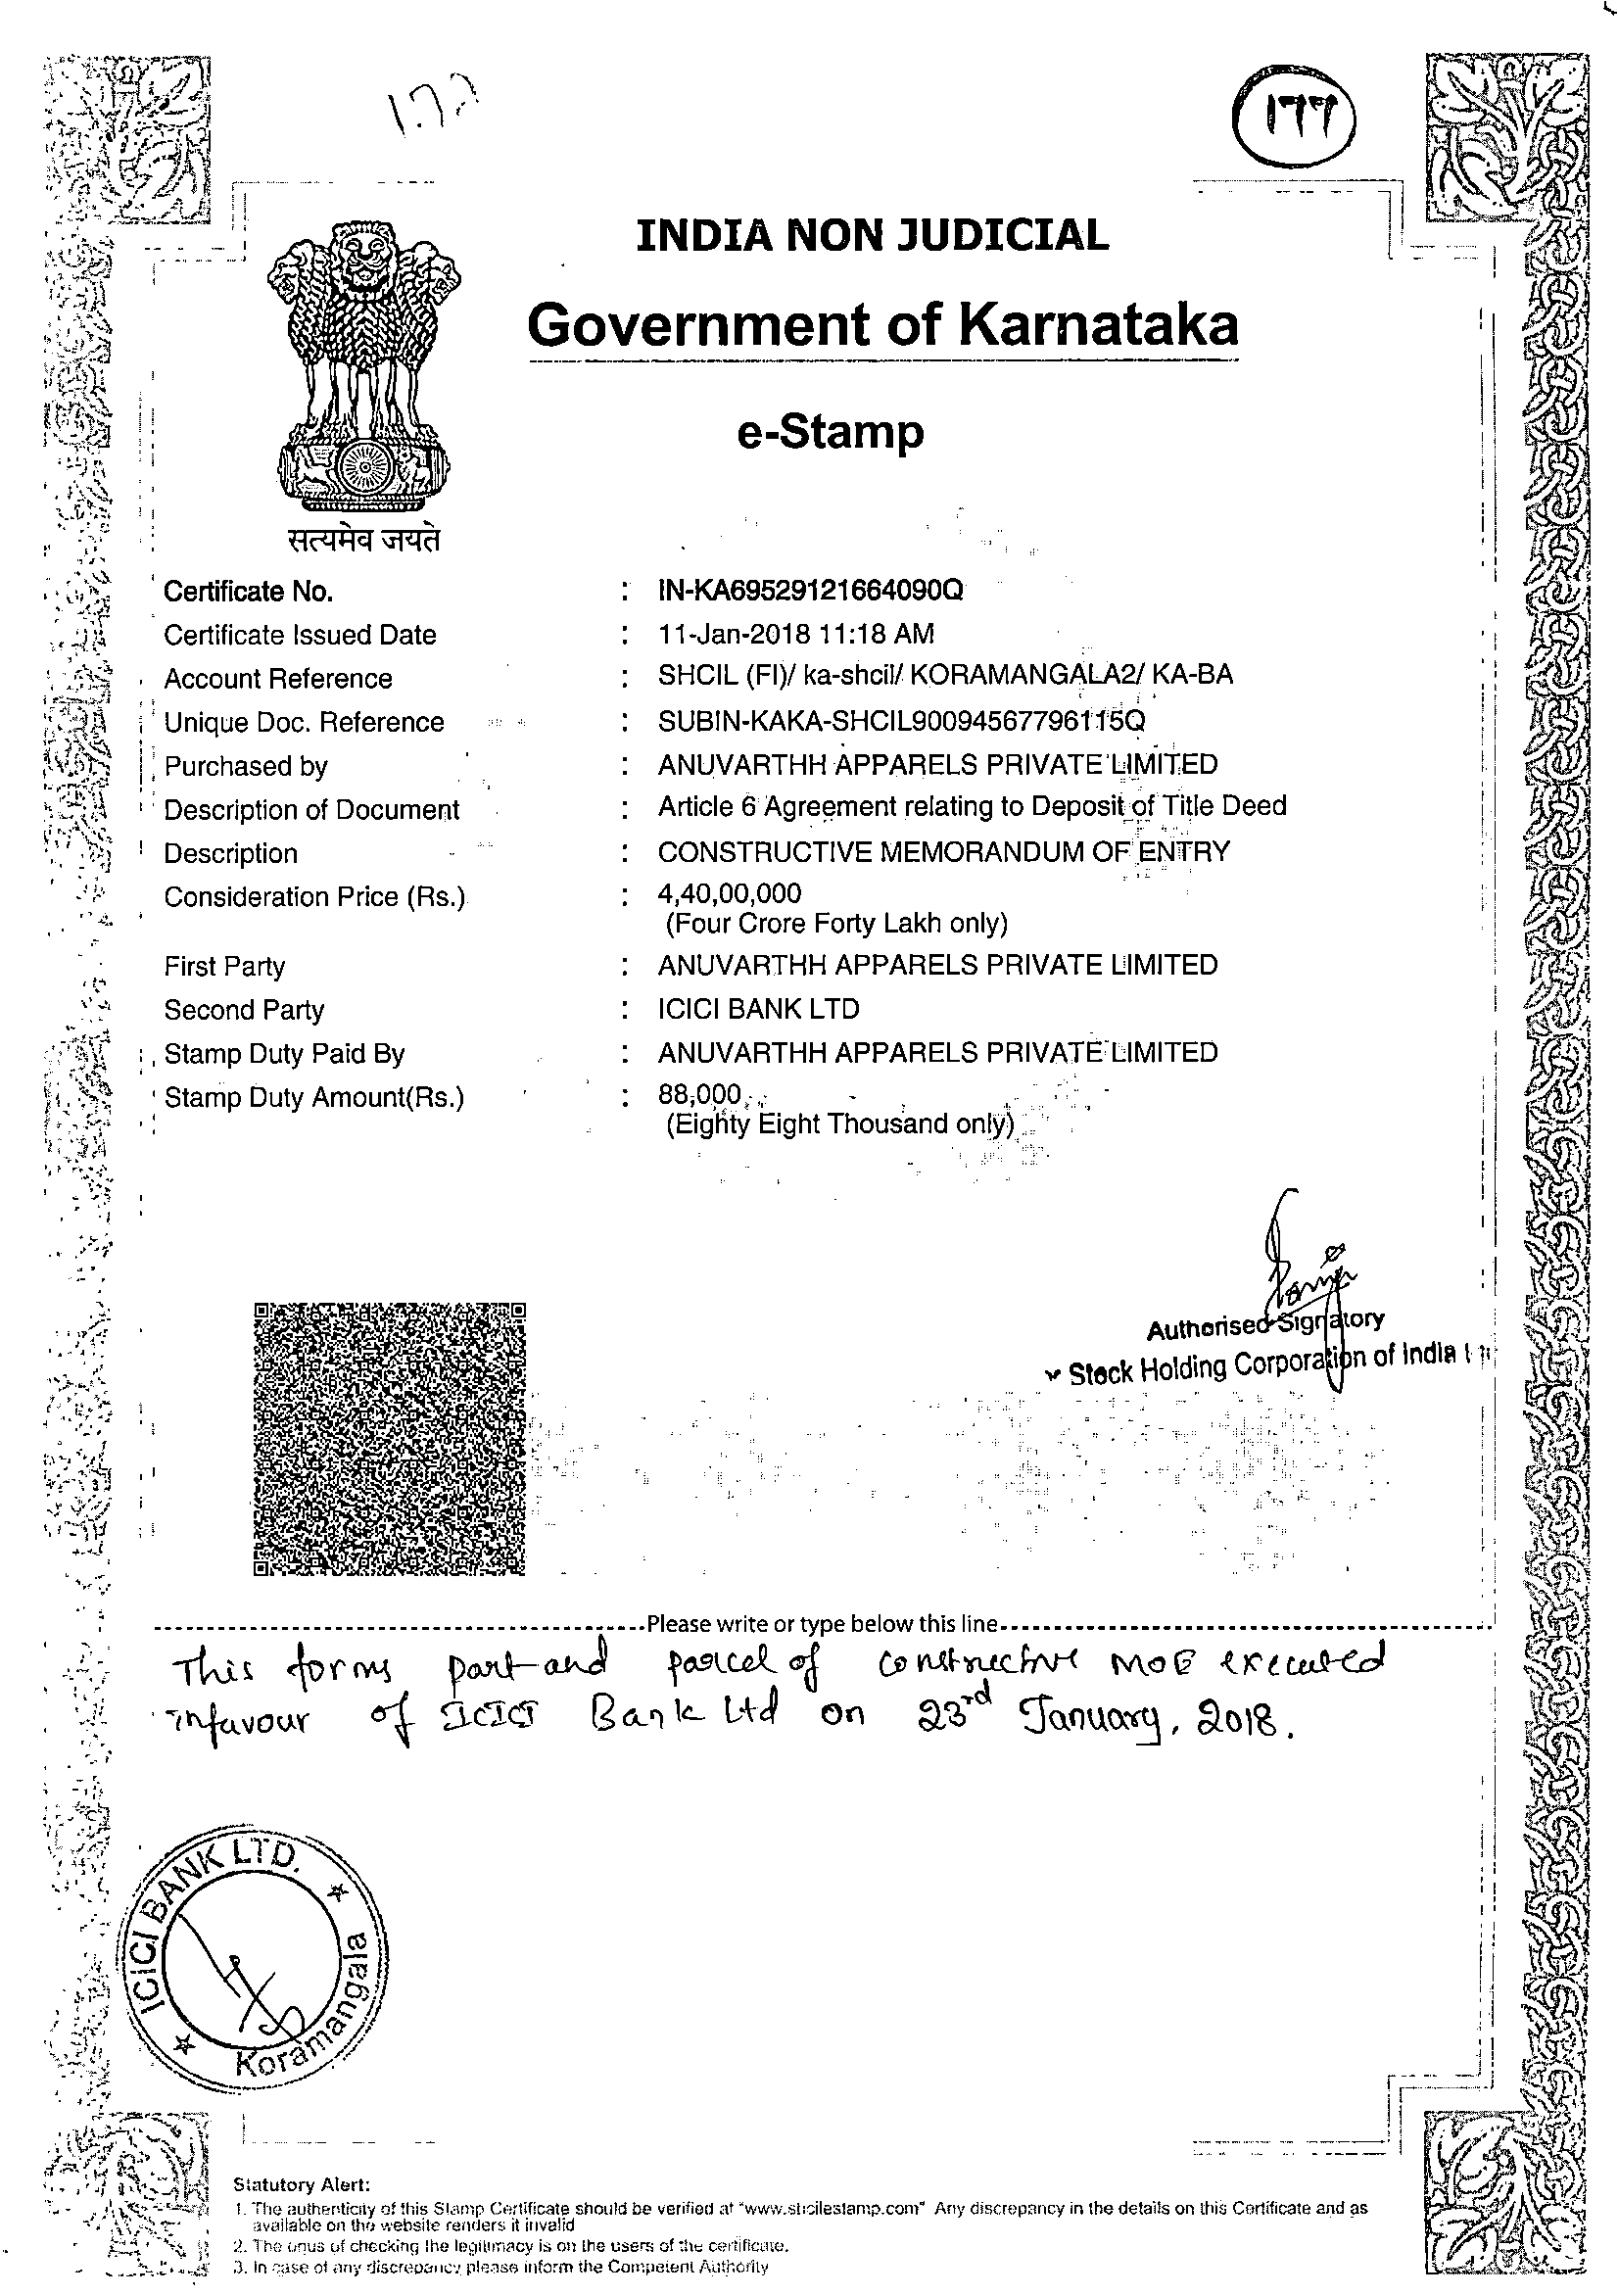 172
177
INDIA NON JUDICIAL
Government of Karnataka
e-Stamp
सत्यमेव जयते
Certificate No. : IN-KA69529121664090Q
Certificate Issued Date : 11-Jan-2018 11:18 AM
Account Reference : SHCIL (FI)/ ka-shcil/ KORAMANGALA2/ KA-BA
Unique Doc. Reference : SUBIN-KAKA-SHCIL90094567796115Q
Purchased by : ANUVARTHH APPARELS PRIVATE LIMITED
Description of Document : Article 6 Agreement relating to Deposit of Title Deed
Description : CONSTRUCTIVE MEMORANDUM OF ENTRY
Consideration Price (Rs.) : 4,40,00,000
(Four Crore Forty Lakh only)
First Party : ANUVARTHH APPARELS PRIVATE LIMITED
Second Party : ICICI BANK LTD
Stamp Duty Paid By : ANUVARTHH APPARELS PRIVATE LIMITED
Stamp Duty Amount(Rs.) : 88,000
(Eighty Eight Thousand only)
Authorised Signatory
Stock Holding Corporation of India
Please write or type below this line
This forms part and parcel of constructive MOE executed
infavour of ICICI Bank Ltd on 23rd January, 2018.
ICICI BANK LTD.
Koramangala
Statutory Alert:
1. The authenticity of this Stamp Certificate should be verified at "www.shcilestamp.com" Any discrepancy in the details on this Certificate and as
available on the website renders it invalid
2. The onus of checking the legitimacy is on the users of the certificate.
3. In case of any discrepancy please inform the Competent Authority